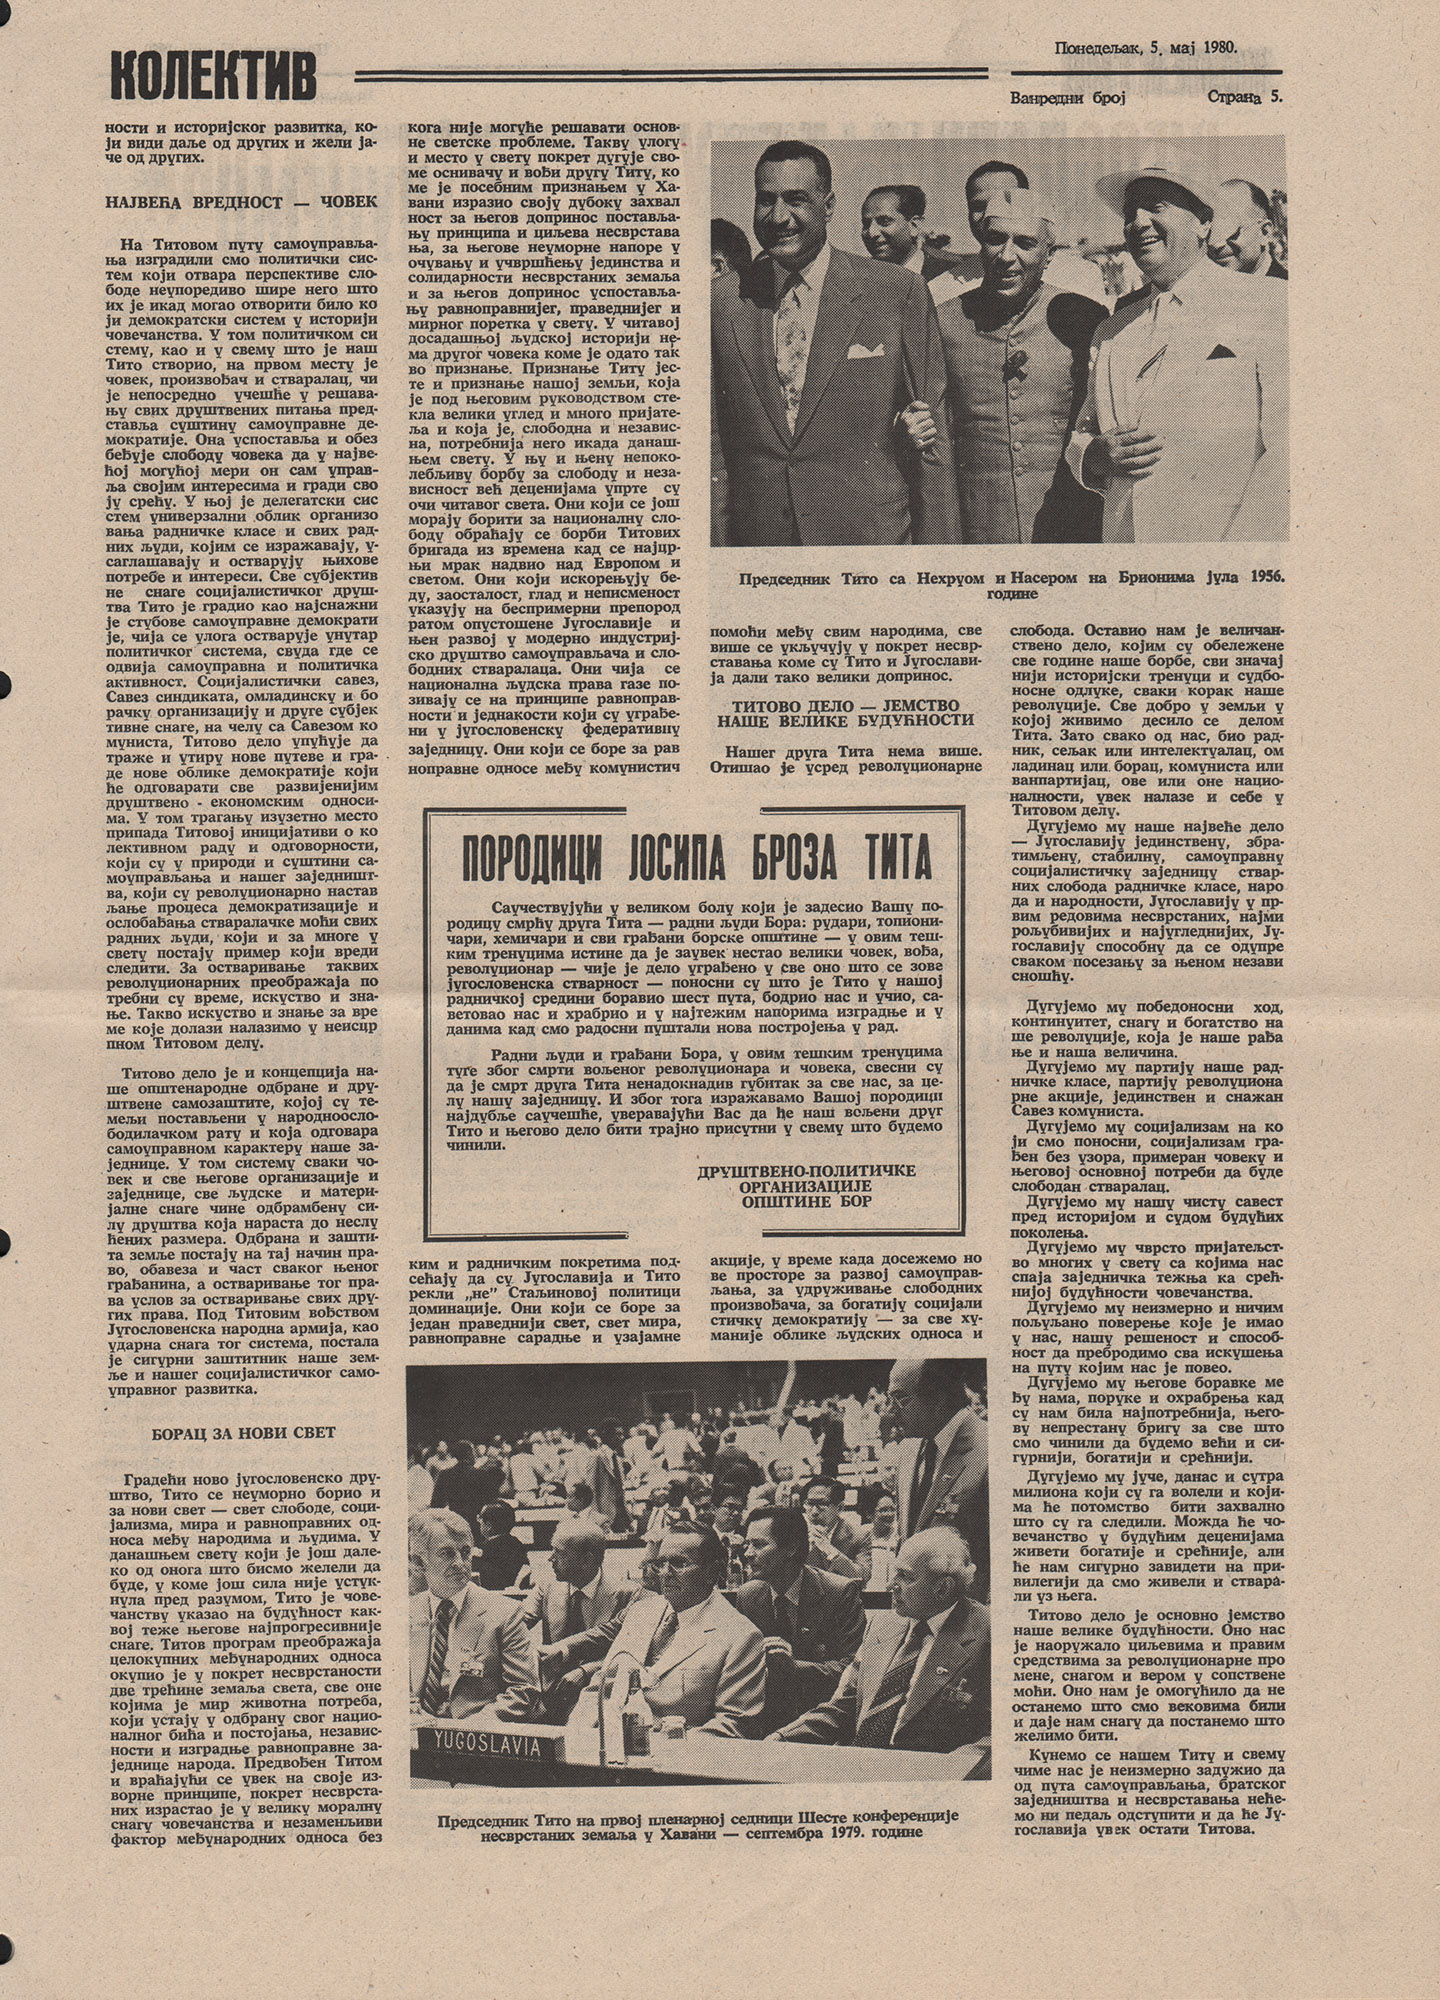 КОЛЕКТИВ
Понедељак, 5. мај 1980.
Ванредни број
Страна 5.
ности и историјског развитка, ко-
ји види даље од других и жели ја-
че од других.
НАЈВЕЋА ВРЕДНОСТ — ЧОВЕК
На Титовом путу самоуправља-
ња изградили смо политички сис-
тем који отвара перспективе сло-
боде неупоредиво шире него што
их је икад могао отворити било ко
ји демократски систем у историји
човечанства. У том политичком си
стему, као и у свему што је наш
Тито створио, на првом месту је
човек, произвођач и стваралац, чи
је непосредно учешће у решава-
њу свих друштвених питања пред-
ставља суштину самоуправне де-
мократије. Она успоставља и обез
беђује слободу човека да у најве-
ћој могућој мери он сам управ-
ља својим интересима и гради сво
ју срећу. У њој је делегатски сис
стем универзални облик организо
вања радничке класе и свих рад-
них људи, којим се изражавају, у-
саглашавају и остварују њихове
потребе и интереси. Све субјектив
не снаге социјалистичког друш-
тва Тито је градио као најснажни
је стубове самоуправне демократи
је, чија се улога остварује унутар
политичког система, свуда где се
одвија самоуправна и политичка
активност. Социјалистички савез,
Савез синдиката, омладинску и бо
рачку организацију и друге субјек
тивне снаге, на челу са Савезом ко
муниста, Титово дело упућује да
траже и утиру нове путеве и гра-
де нове облике демократије који
ће одговарати све развијенијим
друштвено - економским односи-
ма. У том трагању изузетно место
припада Титовој иницијативи о ко
лективном раду и одговорности,
који су у природи и суштини са-
моуправљања и нашег заједништ-
ва, који су револуционарно настав
љање процеса демократизације и
ослобађања стваралачке моћи свих
радних људи, који и за многе у
свету постају пример који вреди
следити. За остваривање таквих
револуционарних преображаја по
требни су време, искуство и зна-
ње. Такво искуство и знање за вре
ме које долази налазимо у неисцр
пном Титовом делу.
Титово дело је и концепција на-
ше општенародне одбране и дру-
штвене самозаштите, којој су те-
мељи постављени у народноосло-
бодилачком рату и која одговара
самоуправном карактеру наше за-
једнице. У том систему сваки чо-
век и све његове организације и
заједнице, све људске и матери-
јалне снаге чине одбрамбену си-
лу друштва која нараста до неслу
ћених размера. Одбрана и зашти-
та земље постају на тај начин пра-
во, обавеза и част сваког њеног
грађанина, а остваривање тог пра-
ва услов за остваривање свих дру-
гих права. Под Титовим вођством
Југословенска народна армија, као
ударна снага тог система, постала
је сигурни заштитник наше зем-
ље и нашег социјалистичког само-
управног развитка.
БОРАЦ ЗА НОВИ СВЕТ
Градећи ново југословенско дру-
штво, Тито се неуморно борио и
за нови свет — свет слободе, соци-
јализма, мира и равноправних од-
носа међу народима и људима. У
данашњем свету који је још дале-
ко од онога што бисмо желели да
буде, у коме још сила није устук-
нула пред разумом, Тито је чове-
чанству указао на будућност как-
вој теже његове најпрогресивније
снаге. Титов програм преображаја
целокупних међународних односа
окупио је у покрет несврстаности
две трећине земаља света, све оне
којима је мир животна потреба,
који устају у одбрану свог нацио-
налног бића и постојања, независ-
ности и изградње равноправне за-
једнице народа. Предвођен Титом
и враћајући се увек на своје из-
ворне принципе, покрет несврста-
них израстао је у велику моралну
снагу човечанства и незаменљиви
фактор међународних односа без
кога није могуће решавати основ-
не светске проблеме. Такву улогу
и место у свету покрет дугује сво-
ме оснивачу и вођи другу Титу, ко
ме је посебним признањем у Ха-
вани изразио своју дубоку захвал
ност за његов допринос поставља-
њу принципа и циљева несврстава
ња, за његове неуморне напоре у
очувању и учвршћењу јединства и
солидарности несврстаних земаља
и за његов допринос успоставља-
њу равноправнијег, праведнијег и
мирног поретка у свету. У читавој
досадашњој људској историји не-
ма другог човека коме је одато так
во признање. Признање Титу јес-
те и признање нашој земљи, која
је под његовим руководством сте-
кла велики углед и много пријате-
ља и која је, слободна и независ-
на, потребнија него икада данаш-
њем свету. У њу и њену непоко-
лебљиву борбу за слободу и неза-
висност већ деценијама упрте су
очи читавог света. Они који се још
морају борити за националну сло-
боду обраћају се борби Титових
бригада из времена кад се најцр-
њи мрак надвио над Европом и
светом. Они који искорењују бе-
ду, заосталост, глад и неписменост
указују на беспримерни препород
ратом опустошене Југославије и
њен развој у модерно индустриј-
ско друштво самоуправљача и сло-
бодних стваралаца. Они чија се
национална људска права газе по-
зивају се на принципе равноправ-
ности и једнакости који су уграђе-
ни у југословенску федеративну
заједницу. Они који се боре за рав
ноправне односе међу комунистич
Председник Тито са Нехруом и Насером на Брионима јула 1956.
године
помоћи међу свим народима, све
више се укључују у покрет несвр-
ставања коме су Тито и Југослави-
ја дали тако велики допринос.
ТИТОВО ДЕЛО — ЈЕМСТВО
НАШЕ ВЕЛИКЕ БУДУЋНОСТИ
Нашег друга Тита нема више.
Отишао је усред револуционарне
ПОРОДИЦИ ЈОСИПА БРОЗА ТИТА
Саучествујући у великом болу који је задесио Вашу по-
родицу смрћу друга Тита — радни људи Бора: рудари, топиони-
чари, хемичари и сви грађани борске општине — у овим теш-
ким тренуцима истине да је заувек нестао велики човек, вођа,
револуционар — чије је дело уграђено у све оно што се зове
југословенска стварност — поносни су што је Тито у нашој
радничкој средини боравио шест пута, бодрио нас и учио, са-
ветовао нас и храбрио и у најтежим напорима изградње и у
данима кад смо радосни пуштали нова постројења у рад.
Радни људи и грађани Бора, у овим тешким тренуцима
туге због смрти вољеног револуционара и човека, свесни су
да је смрт друга Тита ненадокнадив губитак за све нас, за це-
лу нашу заједницу. И због тога изражавамо Вашој породици
најдубље саучешће, уверавајући Вас да ће наш вољени друг
Тито и његово дело бити трајно присутни у свему што будемо
чинили.
ДРУШТВЕНО-ПОЛИТИЧКЕ
ОРГАНИЗАЦИЈЕ
ОПШТИНЕ БОР
ким и радничким покретима под-
сећају да су Југославија и Тито
рекли „не” Стаљиновој политици
доминације. Они који се боре за
један праведнији свет, свет мира,
равноправне сарадње и узајамне
акције, у време када досежемо но
ве просторе за развој самоуправ-
љања, за удруживање слободних
произвођача, за богатију социјали
стичку демократију — за све ху-
маније облике људских односа и
YUGOSLAVIA
Председник Тито на првој пленарној седници Шесте конференције
несврстаних земаља у Хавани — септембра 1979. године
слобода. Оставио нам је величан-
ствено дело, којим су обележене
све године наше борбе, сви значај
нији историјски тренуци и судбо-
носне одлуке, сваки корак наше
револуције. Све добро у земљи у
којој живимо десило се делом
Тита. Зато свако од нас, био рад-
ник, сељак или интелектуалац, ом
ладинац или борац, комуниста или
ванпартијац, ове или оне нацио-
налности, увек налазе и себе у
Титовом делу.
Дугујемо му наше највеће дело
— Југославију јединствену, збра-
тимљену, стабилну, самоуправну
социјалистичку заједницу ствар-
них слобода радничке класе, наро
да и народности, Југославију у пр-
вим редовима несврстаних, најми
рољубивијих и најугледнијих, Ју-
гославију способну да се одупре
сваком посезању за њеном незави
сношћу.
Дугујемо му победоносни ход,
континуитет, снагу и богатство на
ше револуције, која је наше рађа
ње и наша величина.
Дугујемо му партију наше рад-
ничке класе, партију револуциона
рне акције, јединствен и снажан
Савез комуниста.
Дугујемо му социјализам на ко
ји смо поносни, социјализам гра-
ђен без узора, примеран човеку и
његовој основној потреби да буде
слободан стваралац.
Дугујемо му нашу чисту савест
пред историјом и судом будућих
поколења.
Дугујемо му чврсто пријатељст-
во многих у свету са којима нас
спаја заједничка тежња ка срећ-
нијој будућности човечанства.
Дугујемо му неизмерно и ничим
пољуљано поверење које је имао
у нас, нашу решеност и способ-
ност да пребродимо сва искушења
на путу којим нас је повео.
Дугујемо му његове боравке ме
ђу нама, поруке и охрабрења кад
су нам била најпотребнија, њего-
ву непрестану бригу за све што
смо чинили да будемо већи и си-
гурнији, богатији и срећнији.
Дугујемо му јуче, данас и сутра
милиона који су га волели и који-
ма ће потомство бити захвално
што су га следили. Можда ће чо-
вечанство у будућим деценијама
живети богатије и срећније, али
ће нам сигурно завидети на при-
вилегији да смо живели и ствара-
ли уз њега.
Титово дело је основно јемство
наше велике будућности. Оно нас
је наоружало циљевима и правим
средствима за револуционарне про
мене, снагом и вером у сопствене
моћи. Оно нам је омогућило да не
останемо што смо вековима били
и даје нам снагу да постанемо што
желимо бити.
Кунемо се нашем Титу и свему
чиме нас је неизмерно задужио да
од пута самоуправљања, братског
заједништва и несврставања неће-
мо ни педаљ одступити и да ће Ју-
гославија увек остати Титова.